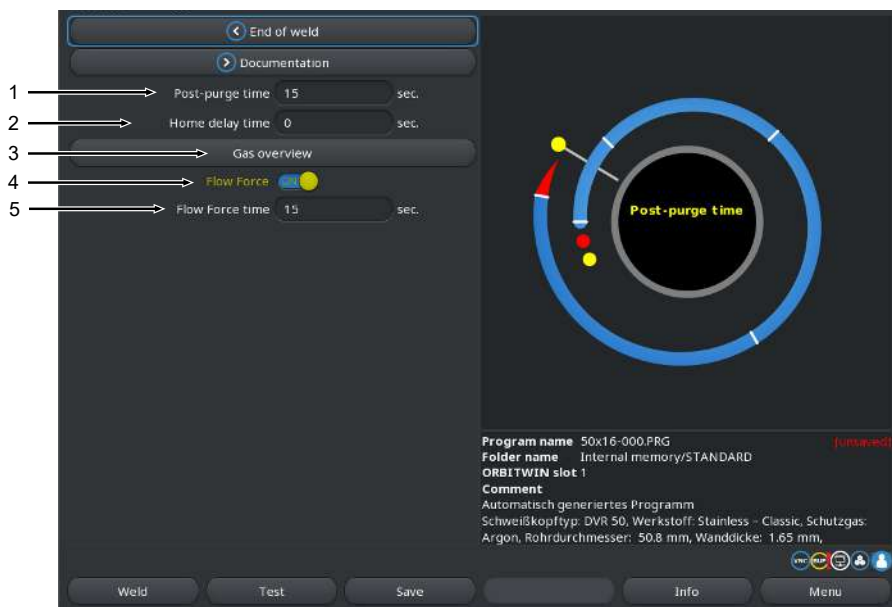 End of weld
Documentation
1 Post-purge time 15 sec.
2 Home delay time 0 sec.
3 Gas overview
4 Flow Force ON
5 Flow Force time 15 sec.
Post-purge time
Program name 50x16-000.PRG [unsaved]
Folder name Internal memory/STANDARD
ORBITWIN slot 1
Comment
Automatisch generiertes Programm
Schweißkopftyp: DVR 50, Werkstoff: Stainless - Classic, Schutzgas:
Argon, Rohrdurchmesser: 50.8 mm, Wanddicke: 1.65 mm,
VNC BUP
Weld Test Save Info Menu